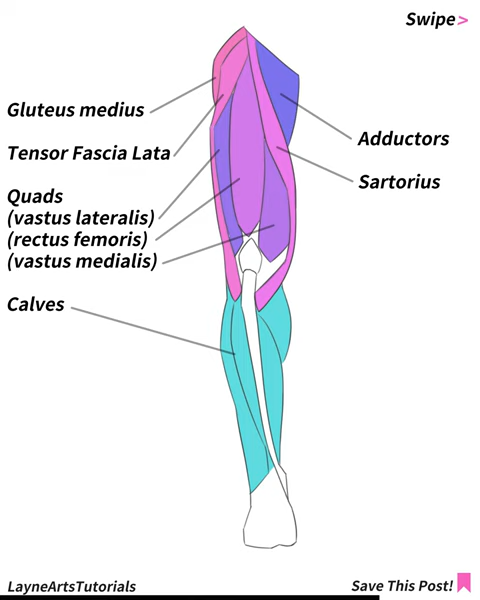 Swipe>
Gluteus medius
Tensor Fascia Lata
Quads
(vastus lateralis)
(rectus femoris)
(vastus medialis)
Calves
Adductors
Sartorius
LayneArtsTutorials
Save This Post!